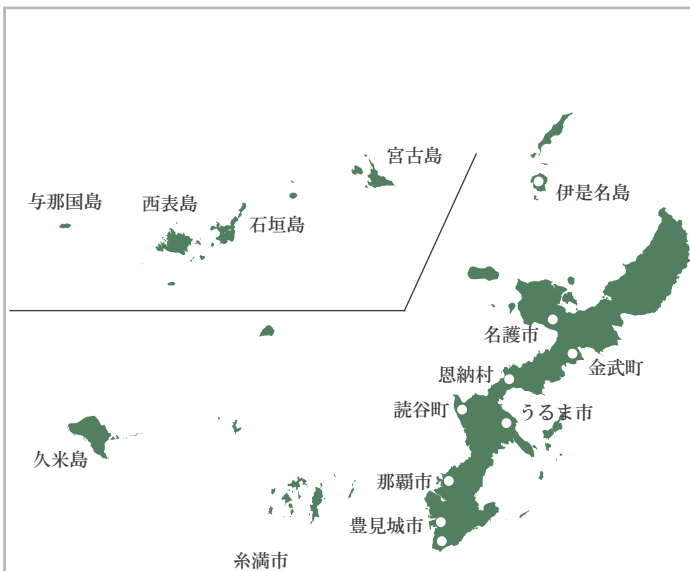 宮古島
与那国島
西表島
石垣島
伊是名島
名護市
金武町
恩納村
読谷町
うるま市
久米島
那覇市
豊見城市
糸満市